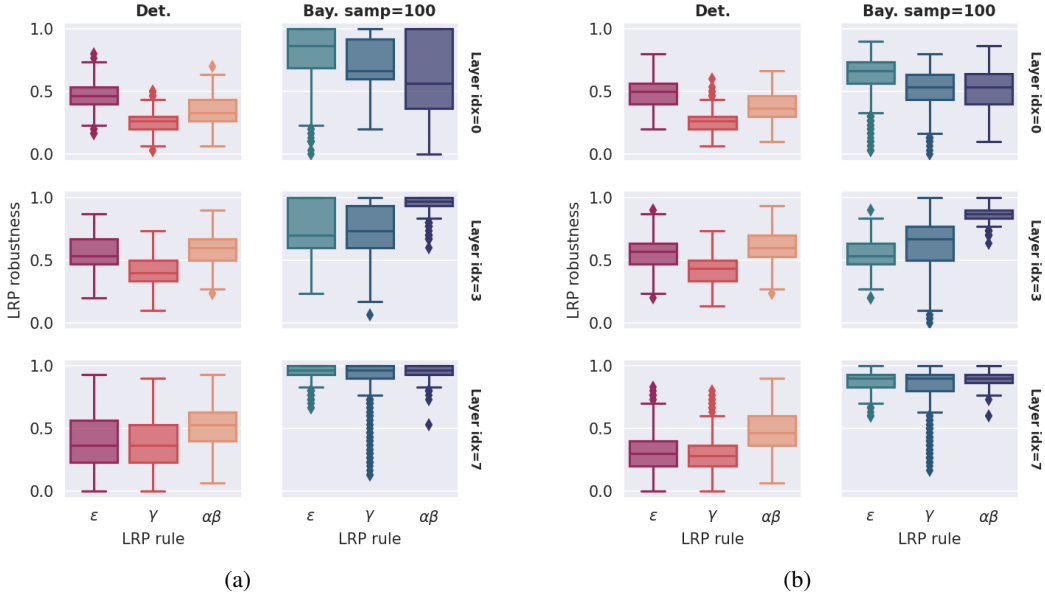 Det.
Bay. samp=100
1.0
0.5
0.0
Layer idx=0
1.0
0.5
0.0
Layer idx=3
1.0
0.5
0.0
Layer idx=7
LRP robustness
ε
γ
αβ
ε
γ
αβ
LRP rule
LRP rule
(a)
Det.
Bay. samp=100
1.0
0.5
0.0
Layer idx=0
1.0
0.5
0.0
Layer idx=3
1.0
0.5
0.0
Layer idx=7
LRP robustness
ε
γ
αβ
ε
γ
αβ
LRP rule
LRP rule
(b)